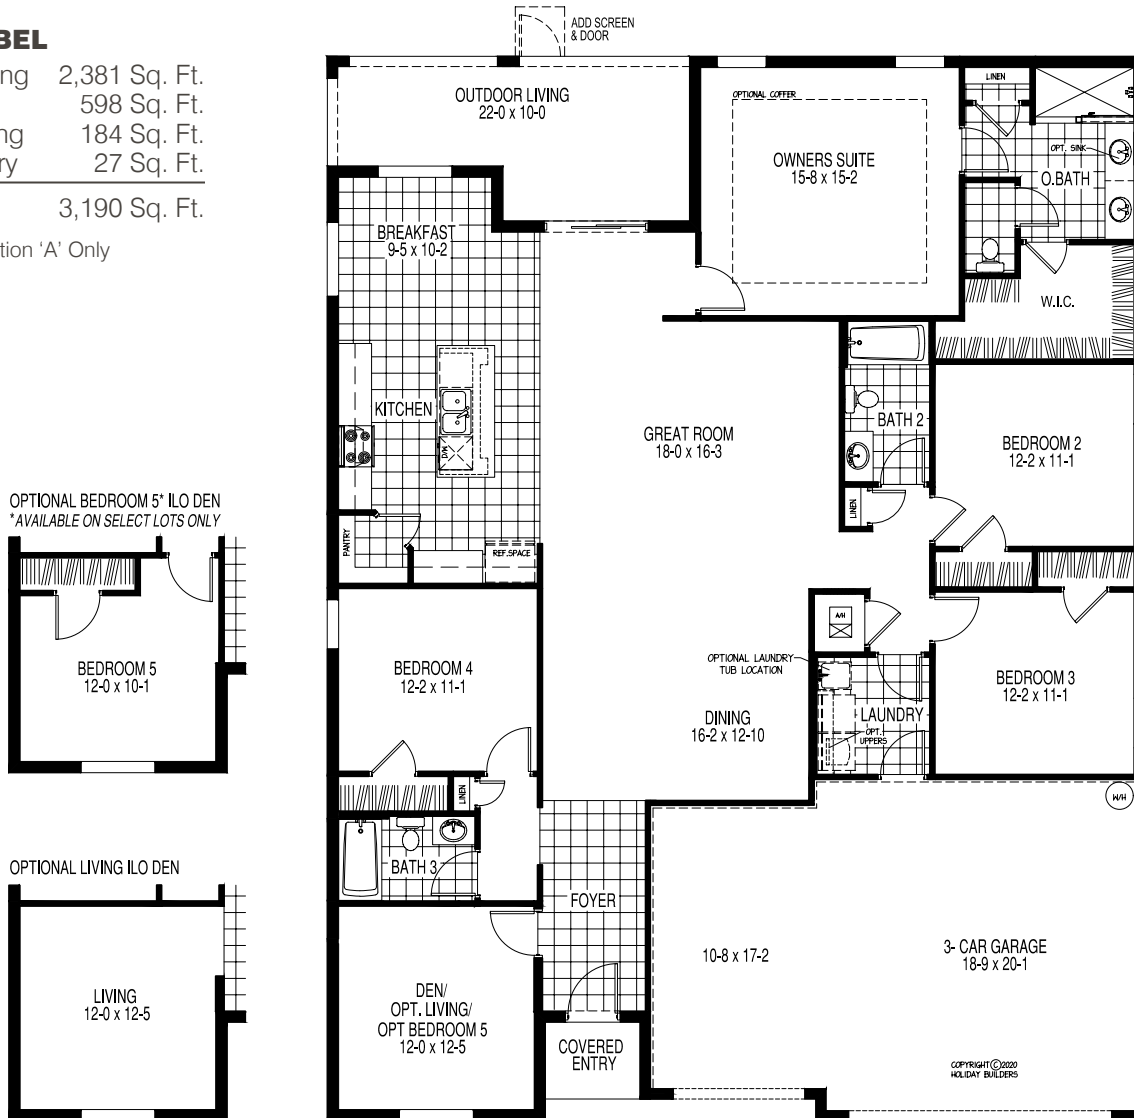 BEL
ng 2,381 Sq. Ft.
598 Sq. Ft.
ng 184 Sq. Ft.
ry 27 Sq. Ft.
3,190 Sq. Ft.
tion ‘A’ Only
ADD SCREEN
& DOOR
OUTDOOR LIVING
22-0 x 10-0
OPTIONAL COFFER
OWNERS SUITE
15-8 x 15-2
LINEN
OPT. SINK
O.BATH
W.I.C.
BREAKFAST
9-5 x 10-2
KITCHEN
D/W
PANTRY
REF.SPACE
GREAT ROOM
18-0 x 16-3
BATH 2
LINEN
BEDROOM 2
12-2 x 11-1
A/H
OPTIONAL LAUNDRY
TUB LOCATION
LAUNDRY
OPT.
UPPERS
BEDROOM 3
12-2 x 11-1
DINING
16-2 x 12-10
BEDROOM 4
12-2 x 11-1
LINEN
BATH 3
FOYER
W/H
10-8 x 17-2
3- CAR GARAGE
18-9 x 20-1
DEN/
OPT. LIVING/
OPT BEDROOM 5
12-0 x 12-5
COVERED
ENTRY
COPYRIGHT©2020
HOLIDAY BUILDERS
OPTIONAL BEDROOM 5* ILO DEN
*AVAILABLE ON SELECT LOTS ONLY
BEDROOM 5
12-0 x 10-1
OPTIONAL LIVING ILO DEN
LIVING
12-0 x 12-5